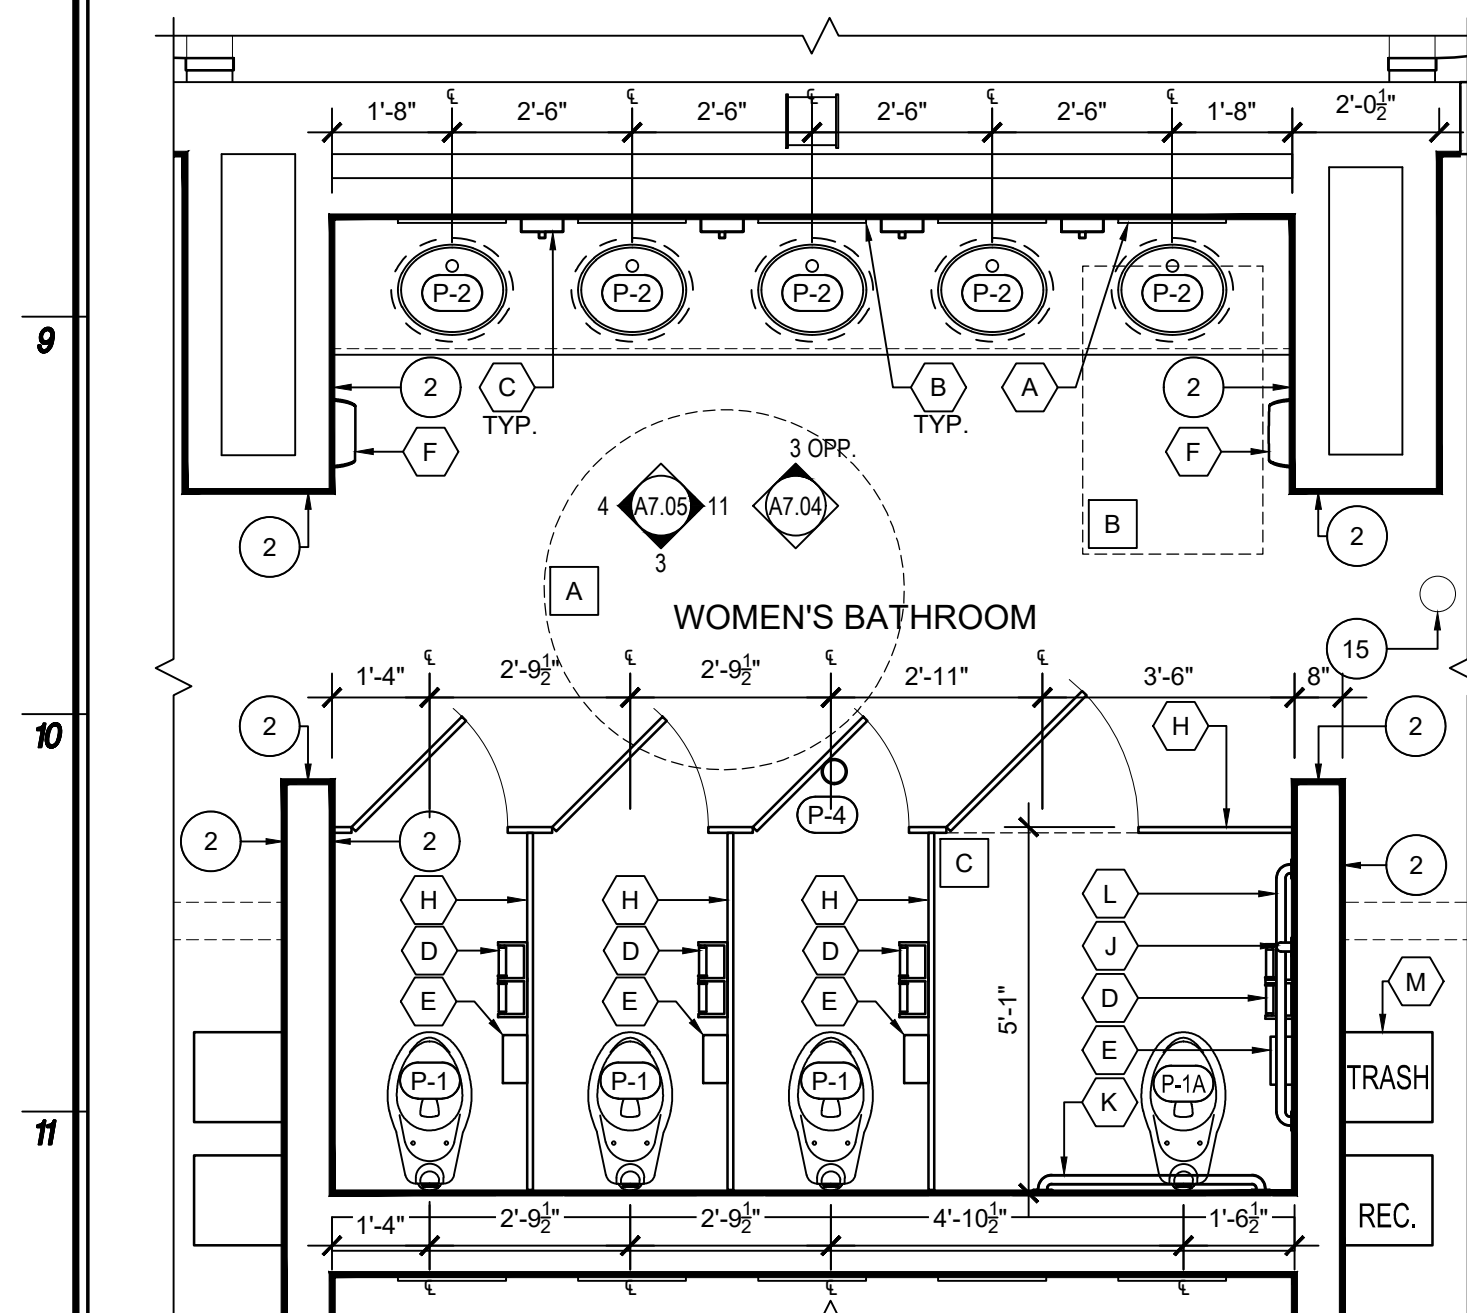 ℄ ℄ ℄ ℄ ℄
1'-8" 2'-6" 2'-6" 2'-6" 2'-6" 1'-8" 2'-0½"
P-2 P-2 P-2 P-2 P-2
9
2 C B A 2
TYP. TYP.
F F
3 OPP.
4 A7.05 11 A7.04
3
B
2 2
A
WOMEN'S BATHROOM
15
℄ ℄ ℄ ℄
1'-4" 2'-9½" 2'-9½" 2'-11" 3'-6" 8"
10
2 H 2
P-4
2 2 C 2
H H H L
D D D J
E E E D
M
5'-1"
E
P-1 P-1 P-1 P-1A
TRASH
K
11
REC.
1'-4" 2'-9½" 2'-9½" 4'-10½" 1'-6½"
℄ ℄ ℄ ℄